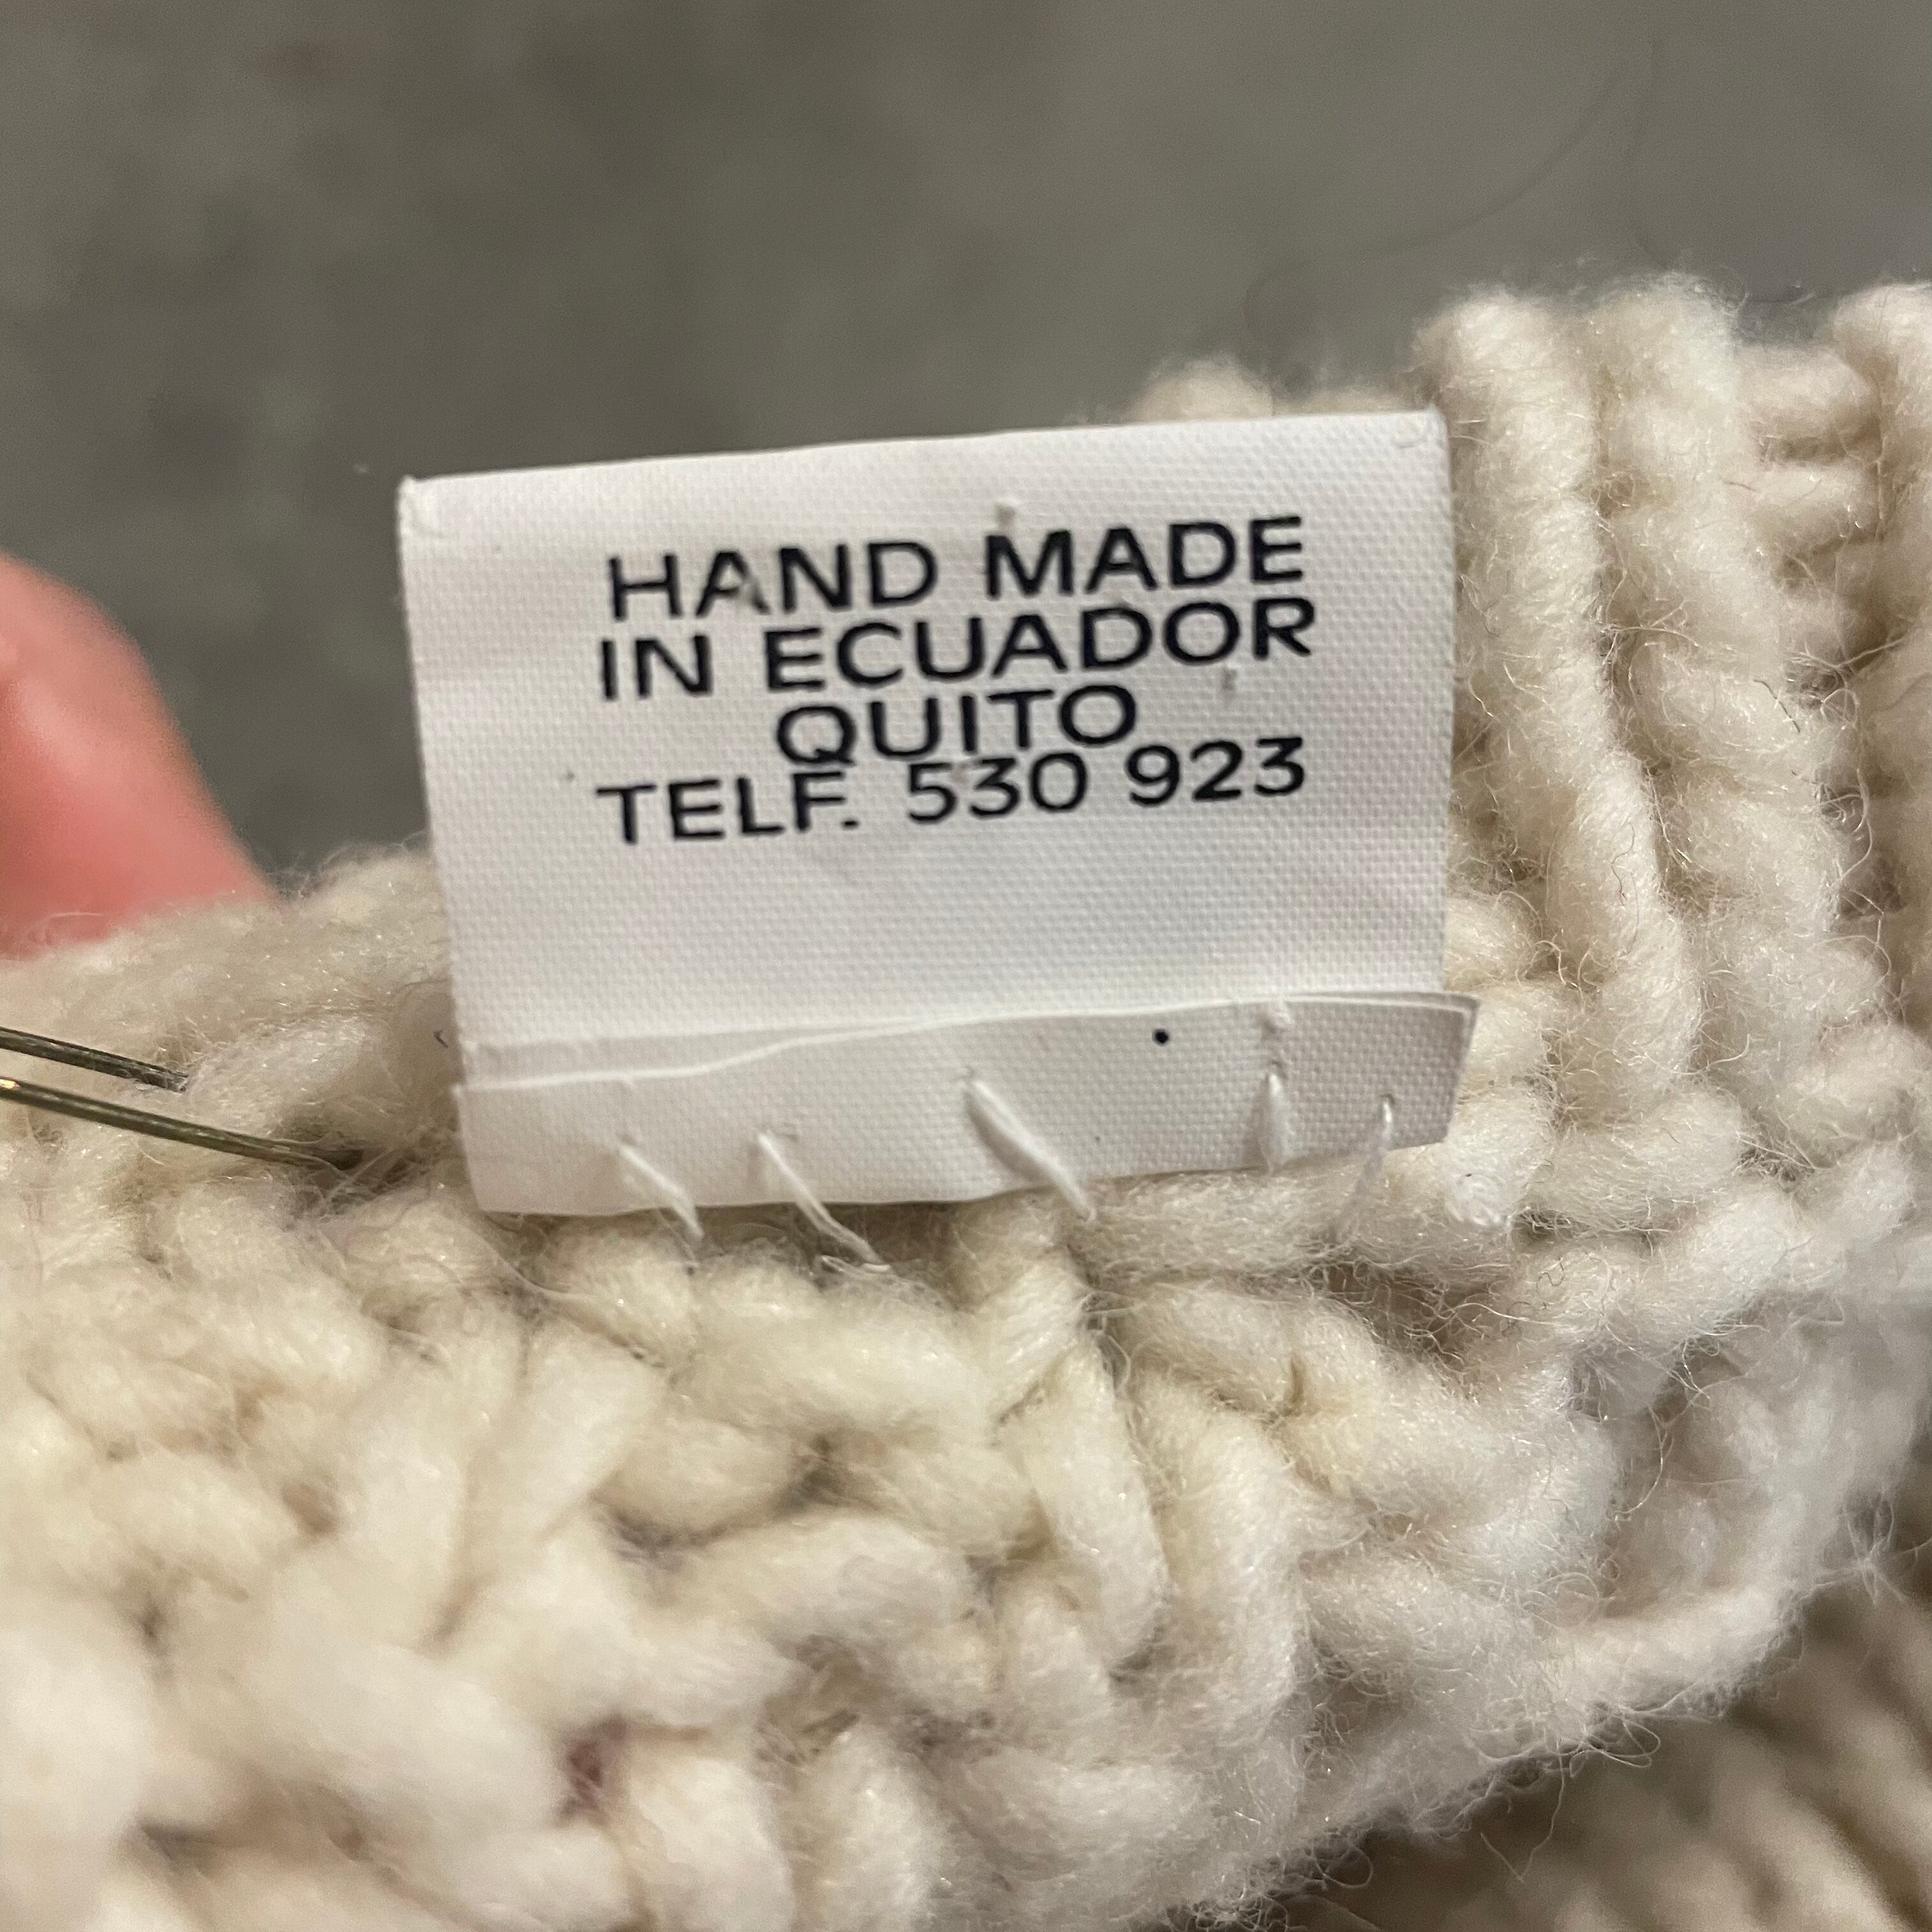 HAND MADE
IN ECUADOR
QUITO
TELF. 530 923